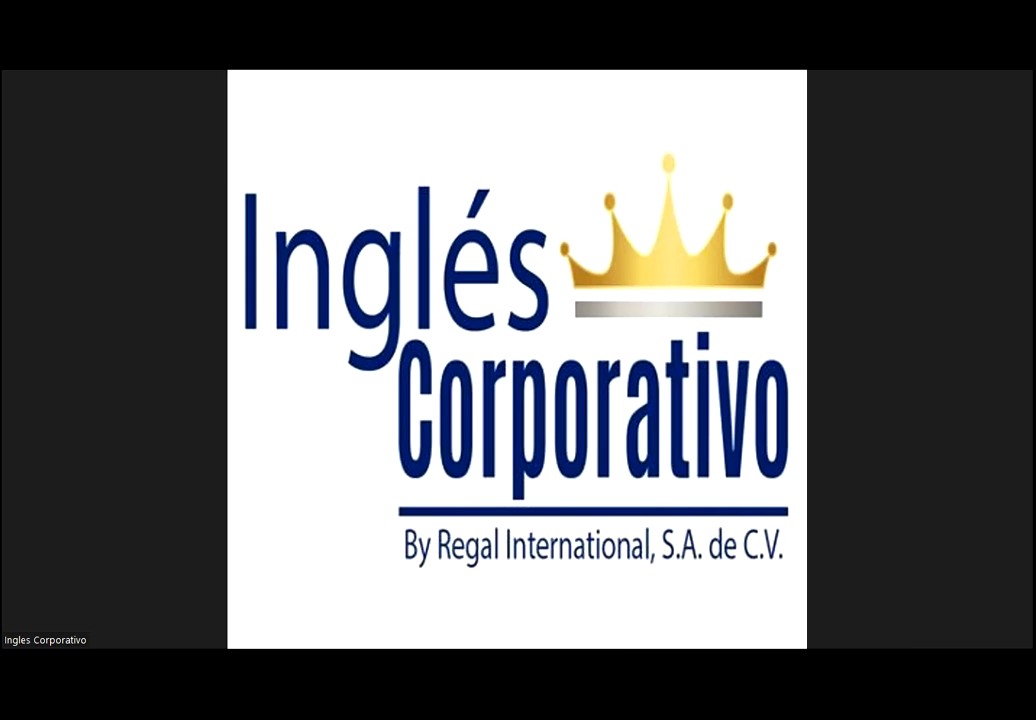 Inglés
Corporativo
By Regal International, S.A. de C.V.
Ingles Corporativo